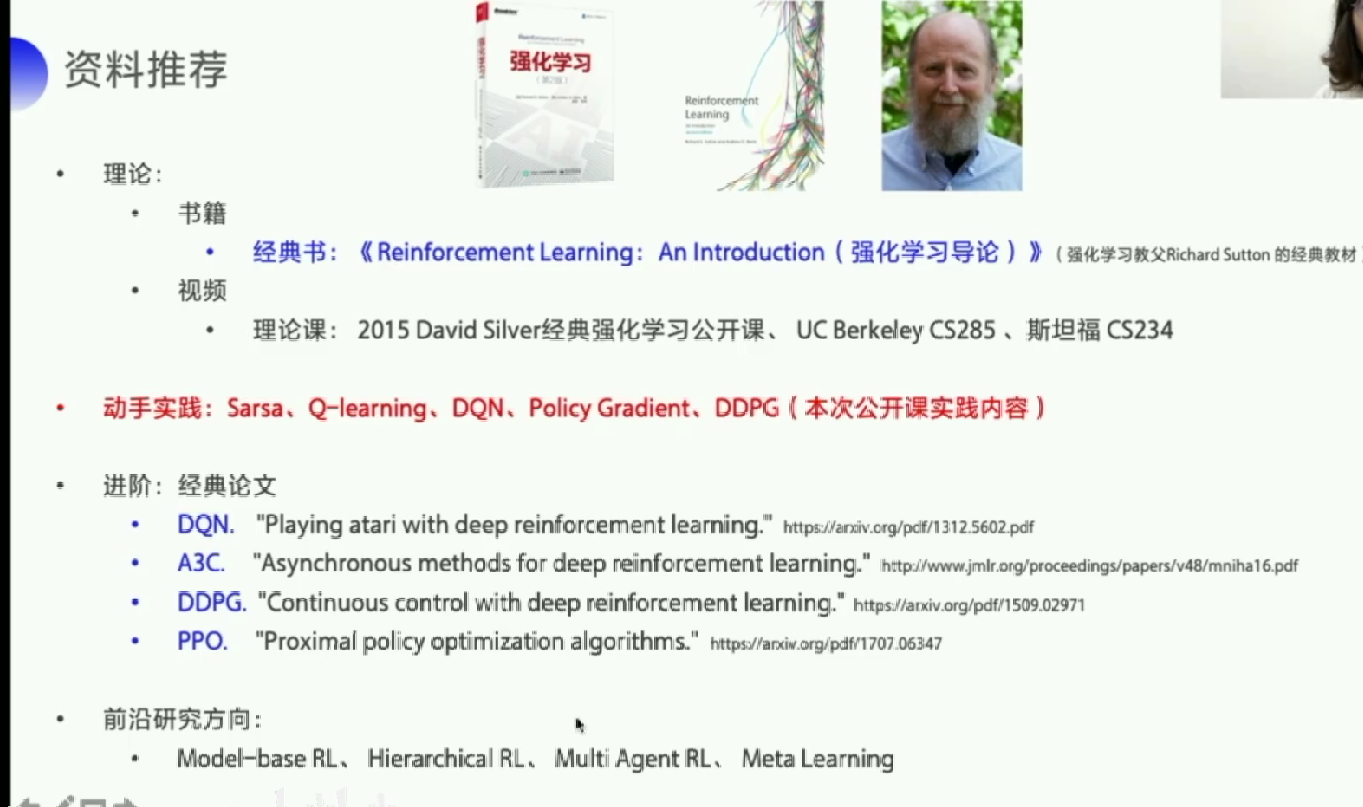 资料推荐
强化学习
Reinforcement
Learning
• 理论：
• 书籍
• 经典书：《Reinforcement Learning：An Introduction（强化学习导论）》（强化学习教父Richard Sutton 的经典教材
• 视频
• 理论课： 2015 David Silver经典强化学习公开课、 UC Berkeley CS285 、斯坦福 CS234
• 动手实践：Sarsa、Q-learning、DQN、Policy Gradient、DDPG（本次公开课实践内容）
• 进阶：经典论文
• DQN. "Playing atari with deep reinforcement learning." https://arxiv.org/pdf/1312.5602.pdf
• A3C. "Asynchronous methods for deep reinforcement learning." http://www.jmlr.org/proceedings/papers/v48/mniha16.pdf
• DDPG. "Continuous control with deep reinforcement learning." https://arxiv.org/pdf/1509.02971
• PPO. "Proximal policy optimization algorithms." https://arxiv.org/pdf/1707.06347
• 前沿研究方向：
• Model-base RL、 Hierarchical RL、 Multi Agent RL、 Meta Learning